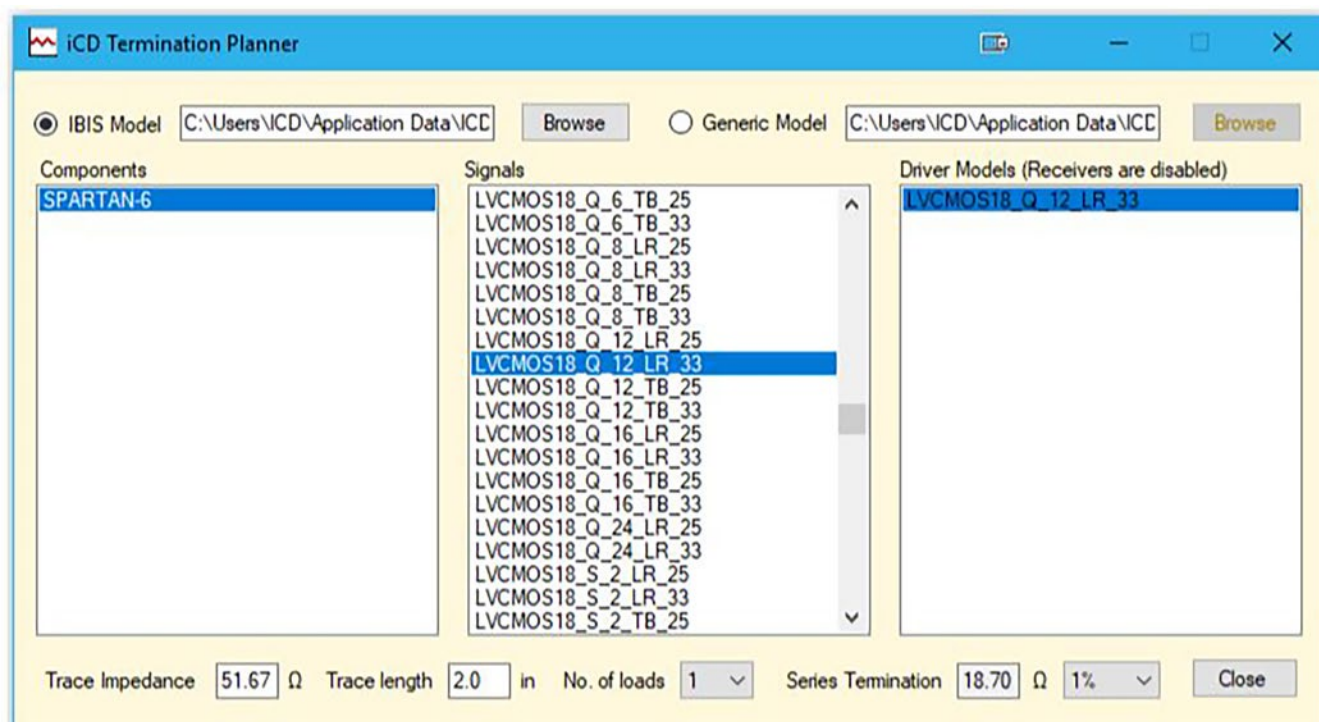 iCD Termination Planner
IBIS Model C:\Users\ICD\Application Data\ICD Browse Generic Model C:\Users\ICD\Application Data\ICD Browse
Components Signals Driver Models (Receivers are disabled)
SPARTAN-6 LVCMOS18_Q_6_TB_25 LVCMOS18_Q_12_LR_33
LVCMOS18_Q_6_TB_33
LVCMOS18_Q_8_LR_25
LVCMOS18_Q_8_LR_33
LVCMOS18_Q_8_TB_25
LVCMOS18_Q_8_TB_33
LVCMOS18_Q_12_LR_25
LVCMOS18_Q_12_LR_33
LVCMOS18_Q_12_TB_25
LVCMOS18_Q_12_TB_33
LVCMOS18_Q_16_LR_25
LVCMOS18_Q_16_LR_33
LVCMOS18_Q_16_TB_25
LVCMOS18_Q_16_TB_33
LVCMOS18_Q_24_LR_25
LVCMOS18_Q_24_LR_33
LVCMOS18_S_2_LR_25
LVCMOS18_S_2_LR_33
LVCMOS18_S_2_TB_25
Trace Impedance 51.67 Ω Trace length 2.0 in No. of loads 1 Series Termination 18.70 Ω 1% Close